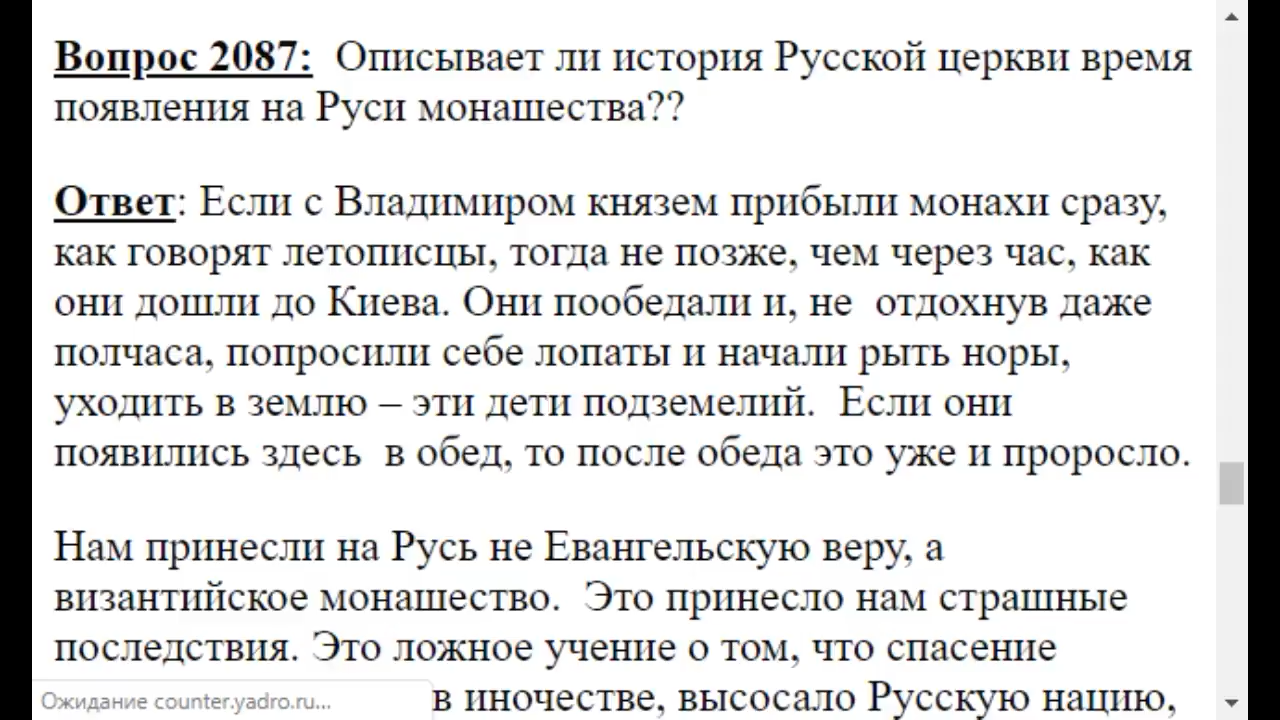 Вопрос 2087: Описывает ли история Русской церкви время
появления на Руси монашества??
Ответ: Если с Владимиром князем прибыли монахи сразу,
как говорят летописцы, тогда не позже, чем через час, как
они дошли до Киева. Они пообедали и, не отдохнув даже
полчаса, попросили себе лопаты и начали рыть норы,
уходить в землю – эти дети подземелий. Если они
появились здесь в обед, то после обеда это уже и проросло.
Нам принесли на Русь не Евангельскую веру, а
византийское монашество. Это принесло нам страшные
последствия. Это ложное учение о том, что спасение
в иночестве, высосало Русскую нацию,
Ожидание counter.yadro.ru...